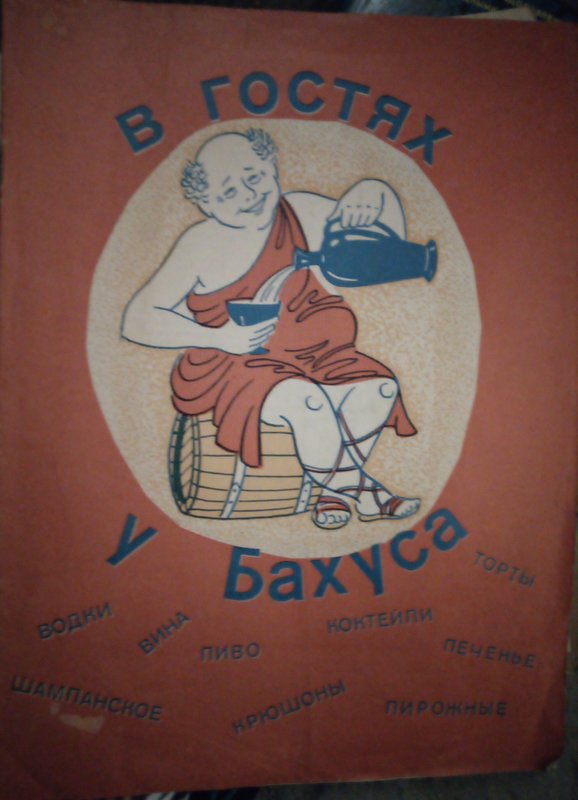 В ГОСТЯХ
У Бахуса
ТОРТЫ
ВОДКИ
ВИНА
ПИВО
КОКТЕЙЛИ
ПЕЧЕНЬЕ
ШАМПАНСКОЕ
КРЮШОНЫ
ПИРОЖНЫЕ